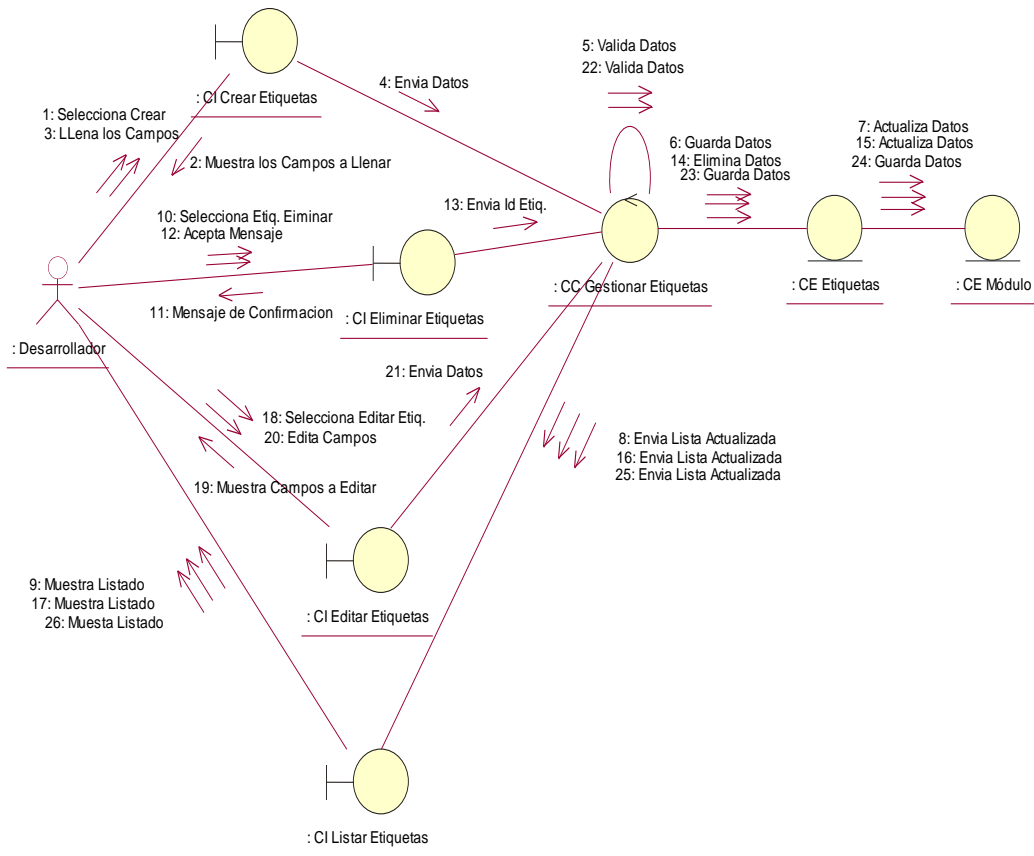 5: Valida Datos
22: Valida Datos
: CI Crear Etiquetas
4: Envia Datos
1: Selecciona Crear
3: LLena los Campos
2: Muestra los Campos a Llenar
6: Guarda Datos
14: Elimina Datos
23: Guarda Datos
7: Actualiza Datos
15: Actualiza Datos
24: Guarda Datos
10: Selecciona Etiq. Eiminar
12: Acepta Mensaje
13: Envia Id Etiq.
11: Mensaje de Confirmacion
: CI Eliminar Etiquetas
: CC Gestionar Etiquetas
: CE Etiquetas
: CE Módulo
: Desarrollador
21: Envia Datos
18: Selecciona Editar Etiq.
20: Edita Campos
19: Muestra Campos a Editar
8: Envia Lista Actualizada
16: Envia Lista Actualizada
25: Envia Lista Actualizada
9: Muestra Listado
17: Muestra Listado
26: Muesta Listado
: CI Editar Etiquetas
: CI Listar Etiquetas